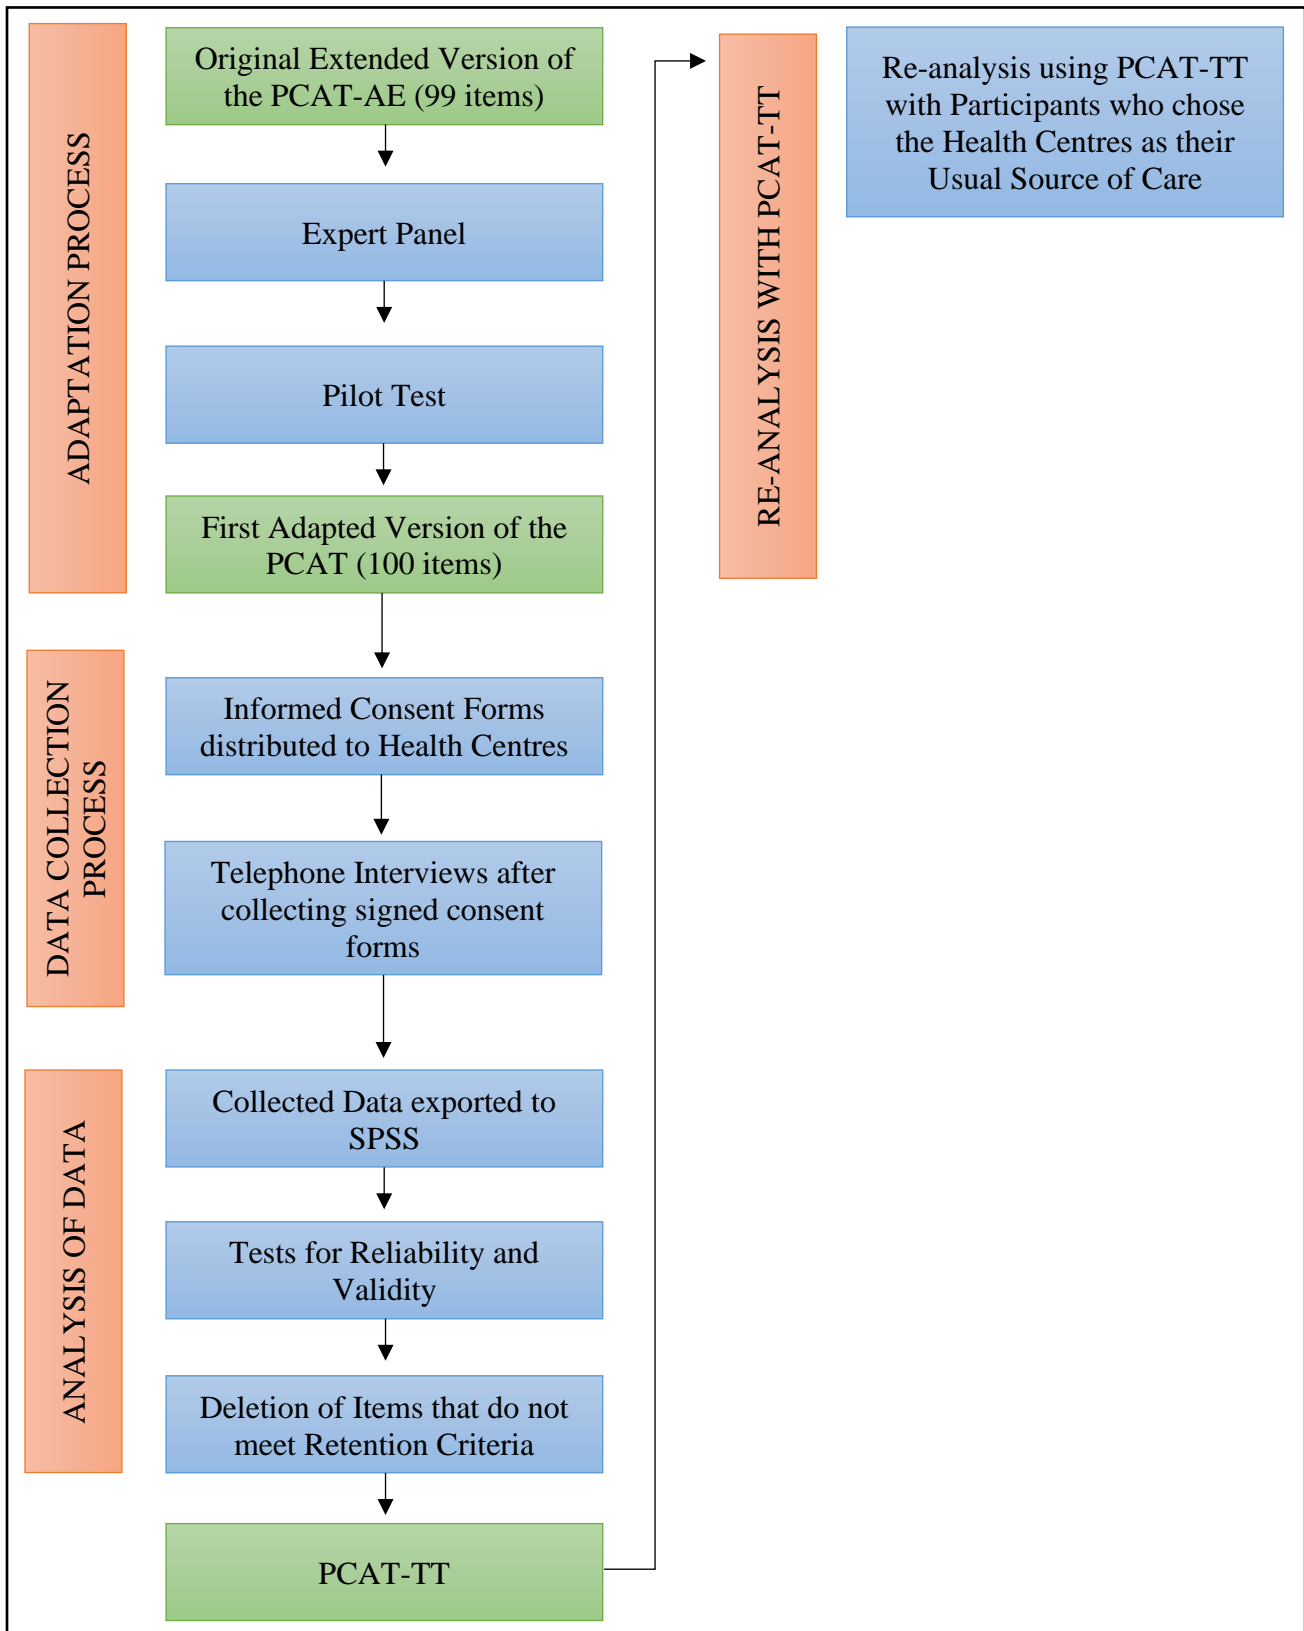 ADAPTATION PROCESS
Original Extended Version of
the PCAT-AE (99 items)
Expert Panel
Pilot Test
First Adapted Version of the
PCAT (100 items)
DATA COLLECTION
PROCESS
Informed Consent Forms
distributed to Health Centres
Telephone Interviews after
collecting signed consent
forms
ANALYSIS OF DATA
Collected Data exported to
SPSS
Tests for Reliability and
Validity
Deletion of Items that do not
meet Retention Criteria
PCAT-TT
RE-ANALYSIS WITH PCAT-TT
Re-analysis using PCAT-TT
with Participants who chose
the Health Centres as their
Usual Source of Care